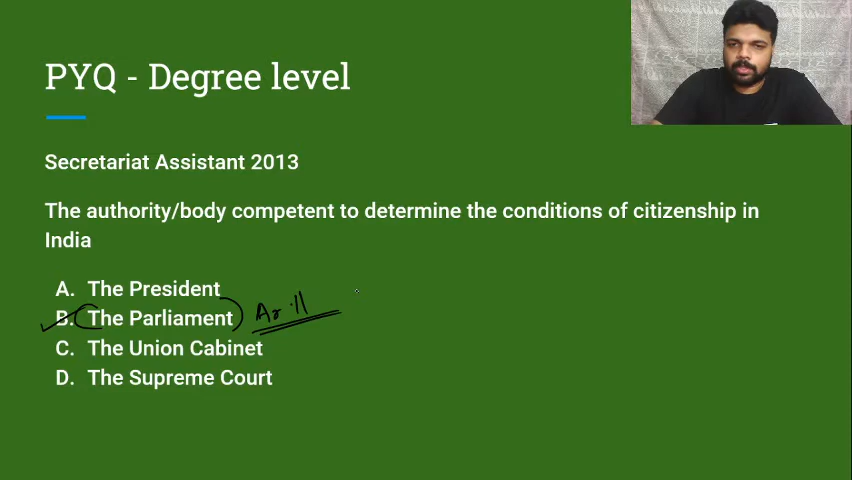 PYQ - Degree level
Secretariat Assistant 2013
The authority/body competent to determine the conditions of citizenship in
India
A. The President
B. The Parliament Ar. 11
C. The Union Cabinet
D. The Supreme Court